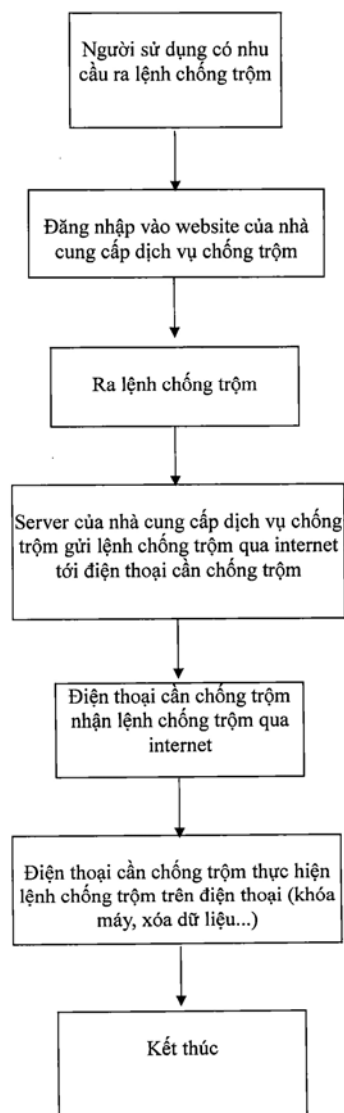 Người sử dụng có nhu
cầu ra lệnh chống trộm
Đăng nhập vào website của nhà
cung cấp dịch vụ chống trộm
Ra lệnh chống trộm
Server của nhà cung cấp dịch vụ chống
trộm gửi lệnh chống trộm qua internet
tới điện thoại cần chống trộm
Điện thoại cần chống trộm
nhận lệnh chống trộm qua
internet
Điện thoại cần chống trộm thực hiện
lệnh chống trộm trên điện thoại (khóa
máy, xóa dữ liệu...)
Kết thúc